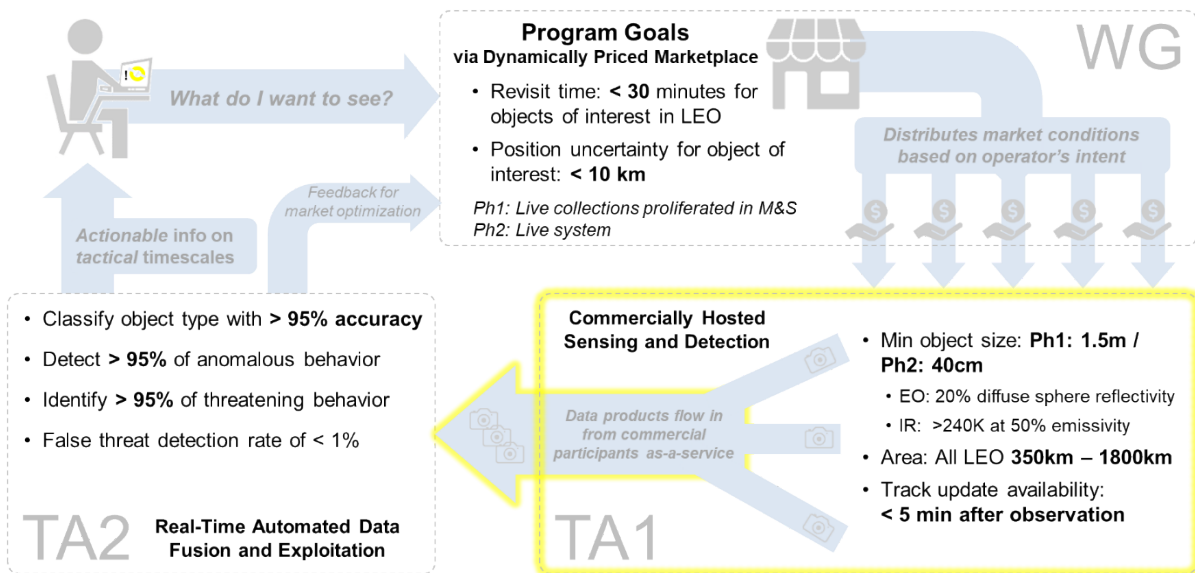 What do I want to see?
Feedback for
market optimization
Actionable info on
tactical timescales
Program Goals
via Dynamically Priced Marketplace
• Revisit time: < 30 minutes for
objects of interest in LEO
• Position uncertainty for object of
interest: < 10 km
Ph1: Live collections proliferated in M&S
Ph2: Live system
WG
Distributes market conditions
based on operator's intent
$ $ $ $ $
• Classify object type with > 95% accuracy
• Detect > 95% of anomalous behavior
• Identify > 95% of threatening behavior
• False threat detection rate of < 1%
TA2
Real-Time Automated Data
Fusion and Exploitation
Commercially Hosted
Sensing and Detection
Data products flow in
from commercial
participants as-a-service
TA1
• Min object size: Ph1: 1.5m /
Ph2: 40cm
• EO: 20% diffuse sphere reflectivity
• IR: >240K at 50% emissivity
• Area: All LEO 350km – 1800km
• Track update availability:
< 5 min after observation